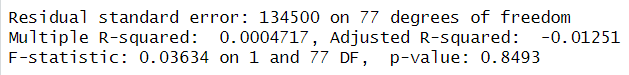 Residual standard error: 134500 on 77 degrees of freedom
Multiple R-squared:  0.0004717, Adjusted R-squared:  -0.01251
F-statistic: 0.03634 on 1 and 77 DF,  p-value: 0.8493